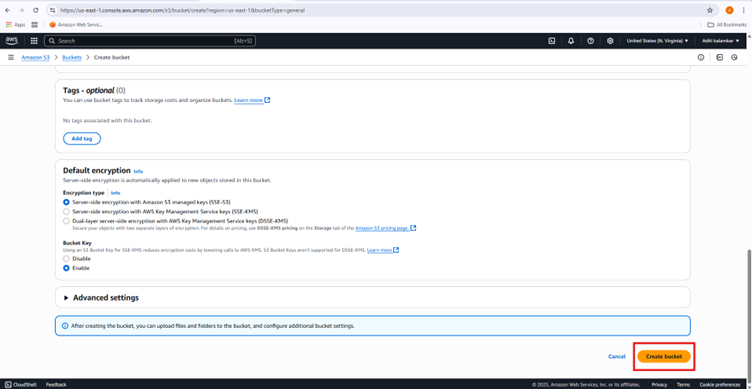 https://us-east-1.console.aws.amazon.com/s3/bucket/create?region=us-east-1&bucketType=general
Apps
Amazon Web Servic...
All Bookmarks
aws
Search
[Alt+S]
United States (N. Virginia)
Aditi kalamkar
Amazon S3 > Buckets > Create bucket
Tags - optional (0)
You can use bucket tags to track storage costs and organize buckets. Learn more
No tags associated with this bucket.
Add tag
Default encryption Info
Server-side encryption is automatically applied to new objects stored in this bucket.
Encryption type Info
Server-side encryption with Amazon S3 managed keys (SSE-S3)
Server-side encryption with AWS Key Management Service keys (SSE-KMS)
Dual-layer server-side encryption with AWS Key Management Service keys (DSSE-KMS)
Secure your objects with two separate layers of encryption. For details on pricing, see DSSE-KMS pricing on the Storage tab of the Amazon S3 pricing page.
Bucket Key
Using an S3 Bucket Key for SSE-KMS reduces encryption costs by lowering calls to AWS KMS. S3 Bucket Keys aren't supported for DSSE-KMS. Learn more
Disable
Enable
Advanced settings
After creating the bucket, you can upload files and folders to the bucket, and configure additional bucket settings.
Cancel
Create bucket
CloudShell
Feedback
© 2025, Amazon Web Services, Inc. or its affiliates.
Privacy
Terms
Cookie preferences